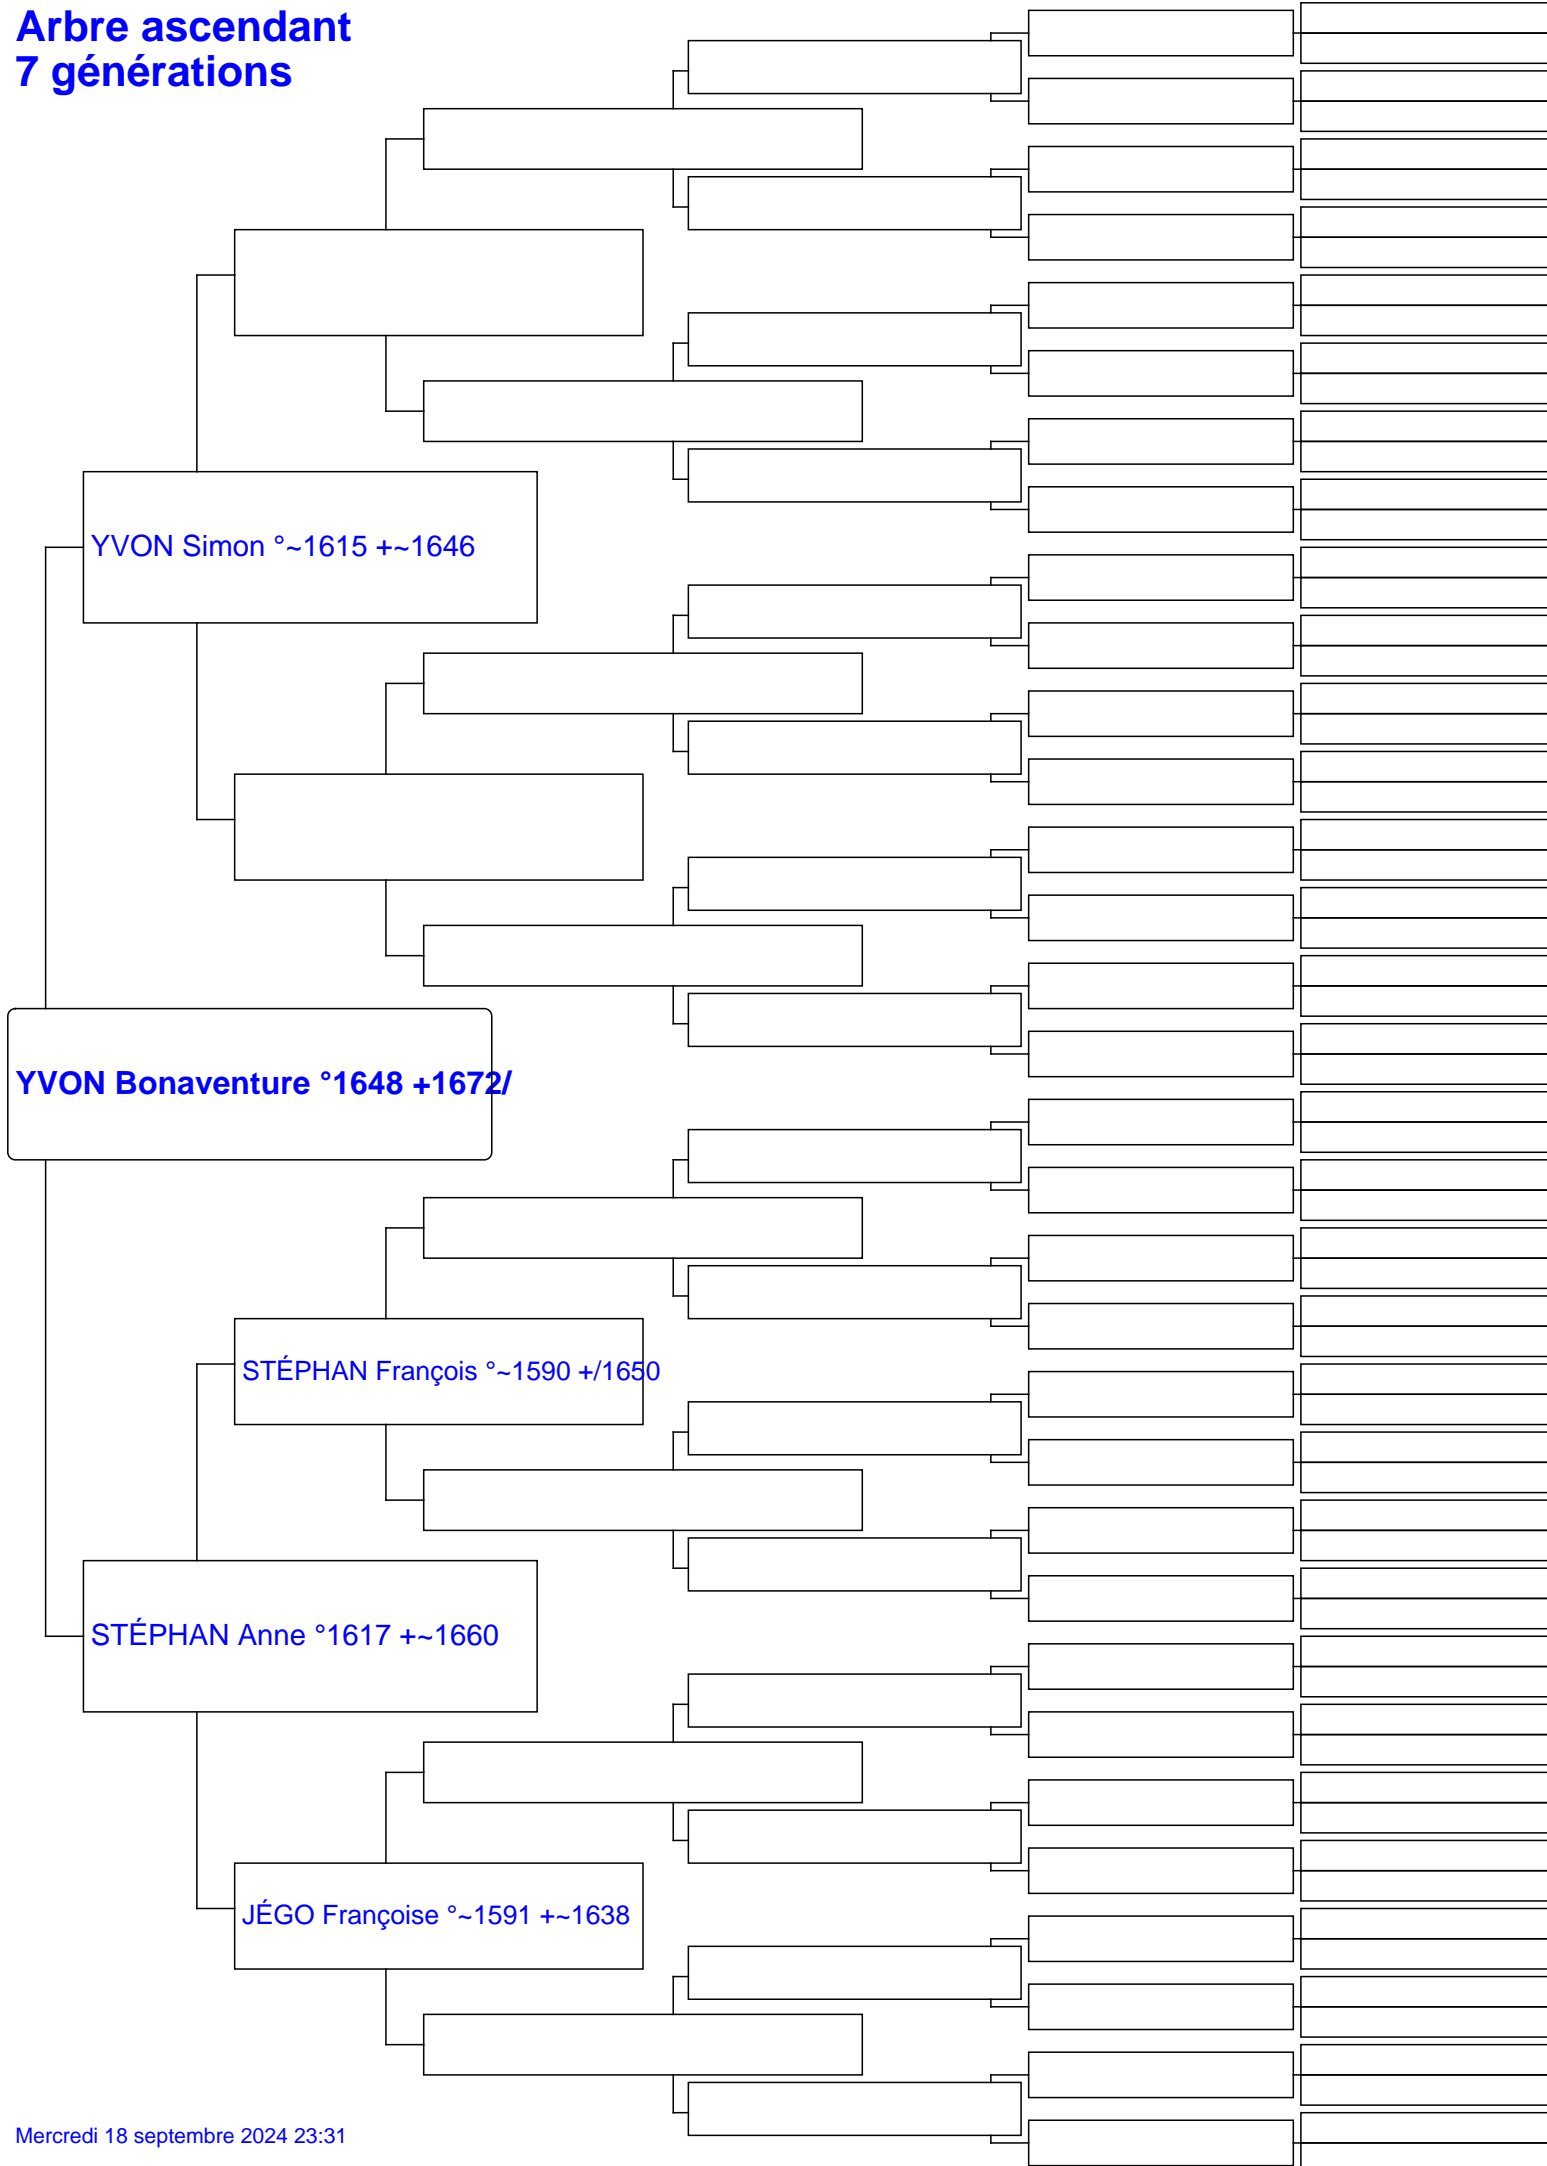 Arbre ascendant
7 générations
YVON Simon °~1615 +~1646
YVON Bonaventure °1648 +1672/
STÉPHAN François °~1590 +/1650
STÉPHAN Anne °1617 +~1660
JÉGO Françoise °~1591 +~1638
Mercredi 18 septembre 2024 23:31